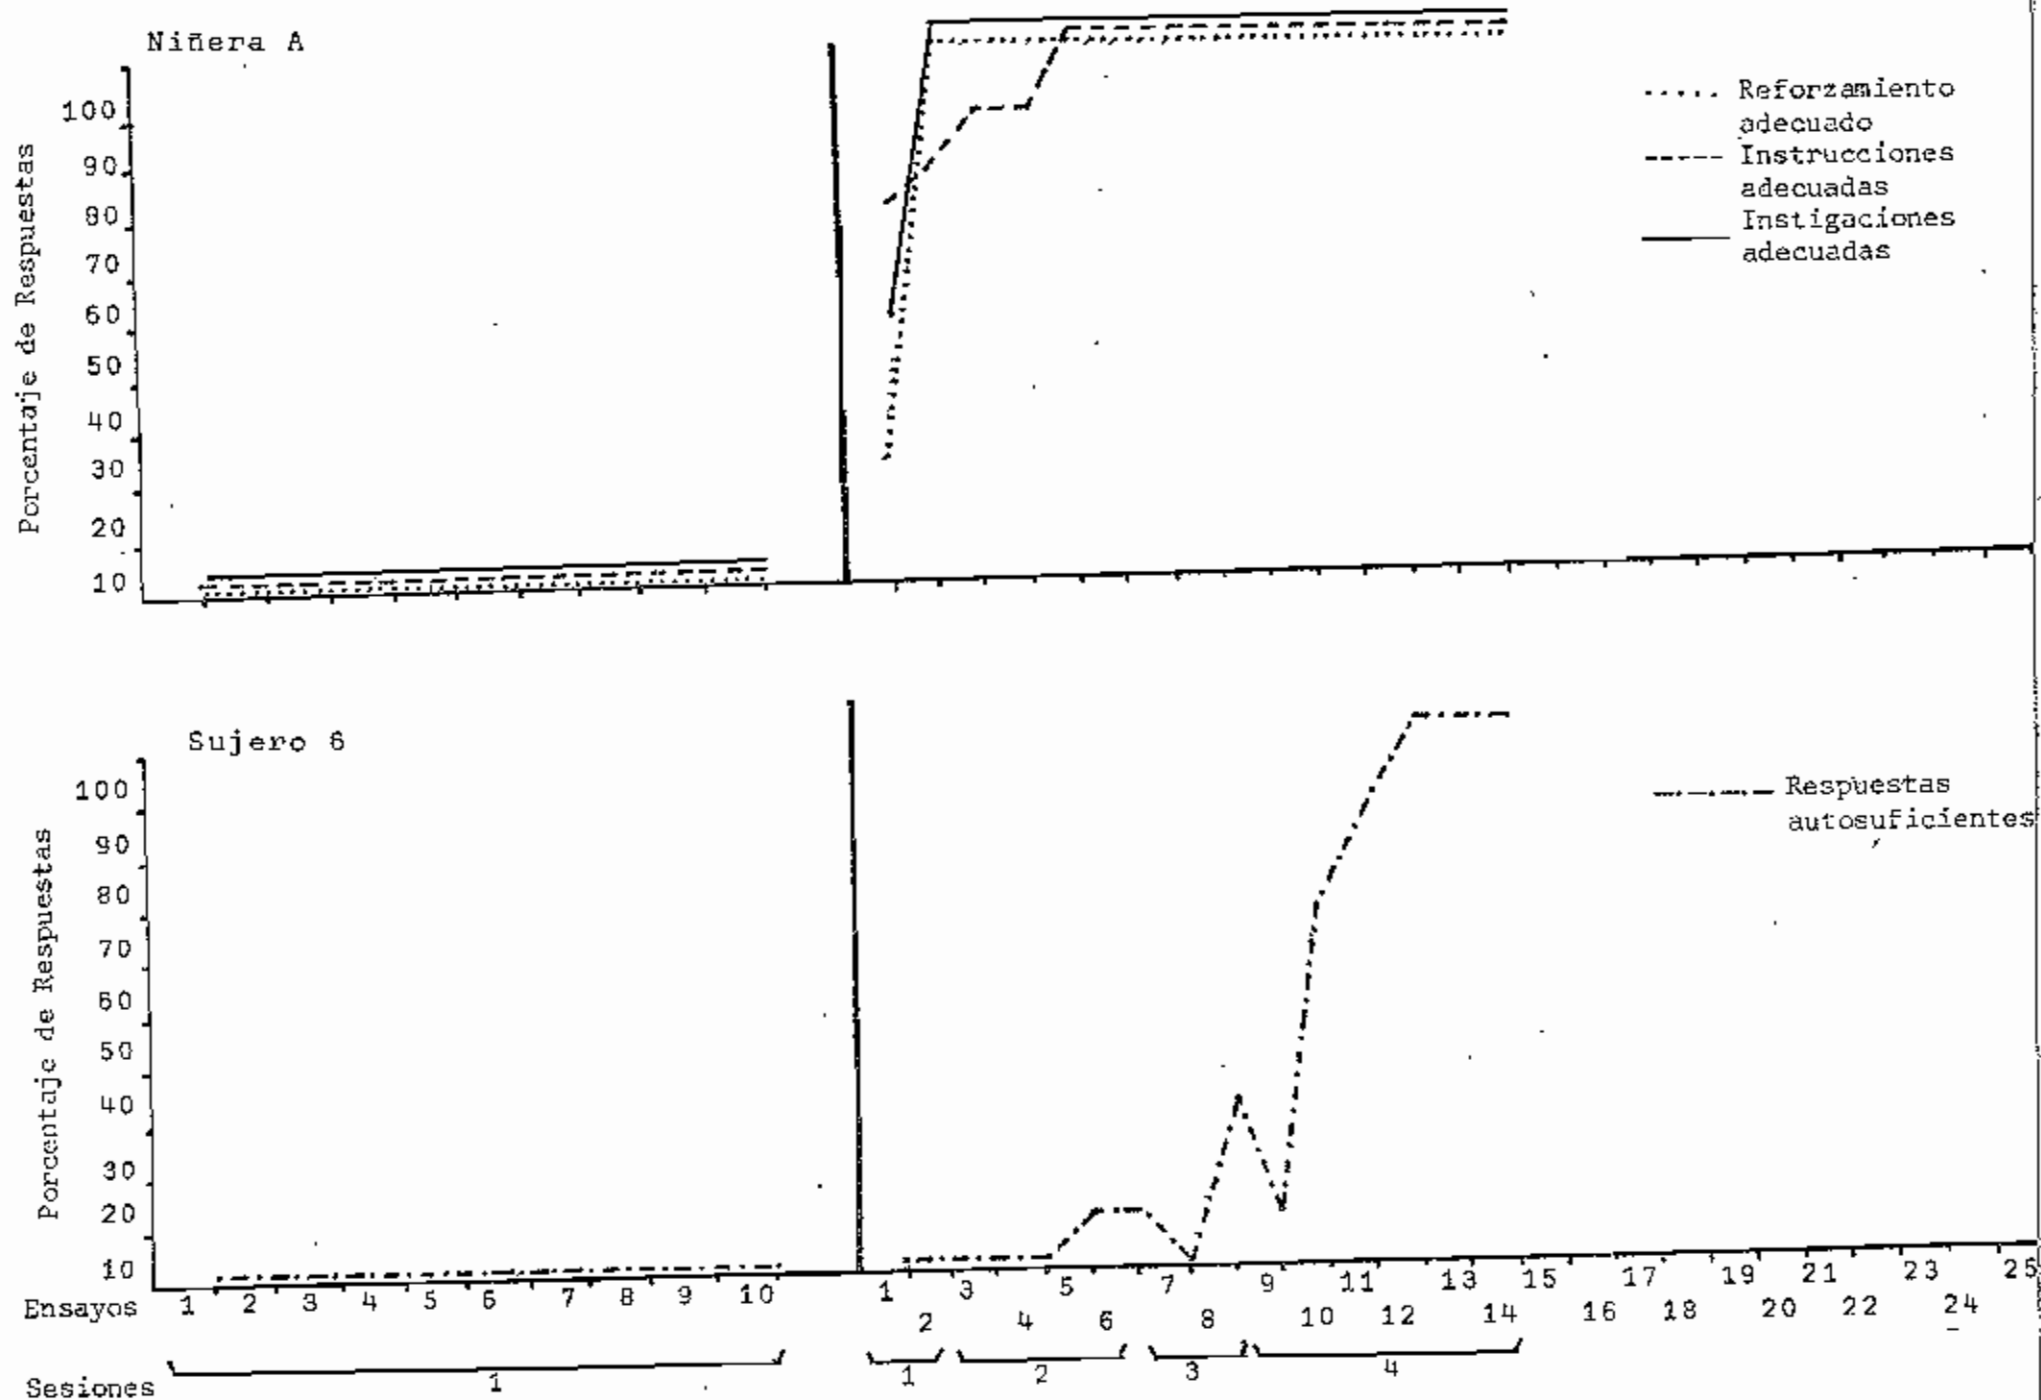 Niñera A
Porcentaje de Respuestas
100
90
80
70
60
50
40
30
20
10
..... Reforzamiento
adecuado
----- Instrucciones
adecuadas
Instigaciones
adecuadas
Sujero 6
Porcentaje de Respuestas
100
90
80
70
60
50
40
30
20
10
Respuestas
autosuficientes
Ensayos 1 2 3 4 5 6 7 8 9 10 1 2 3 4 5 6 7 8 9 10 11 12 13 14 15 16 17 18 19 20 21 22 23 24 25
Sesiones 1 1 2 3 4